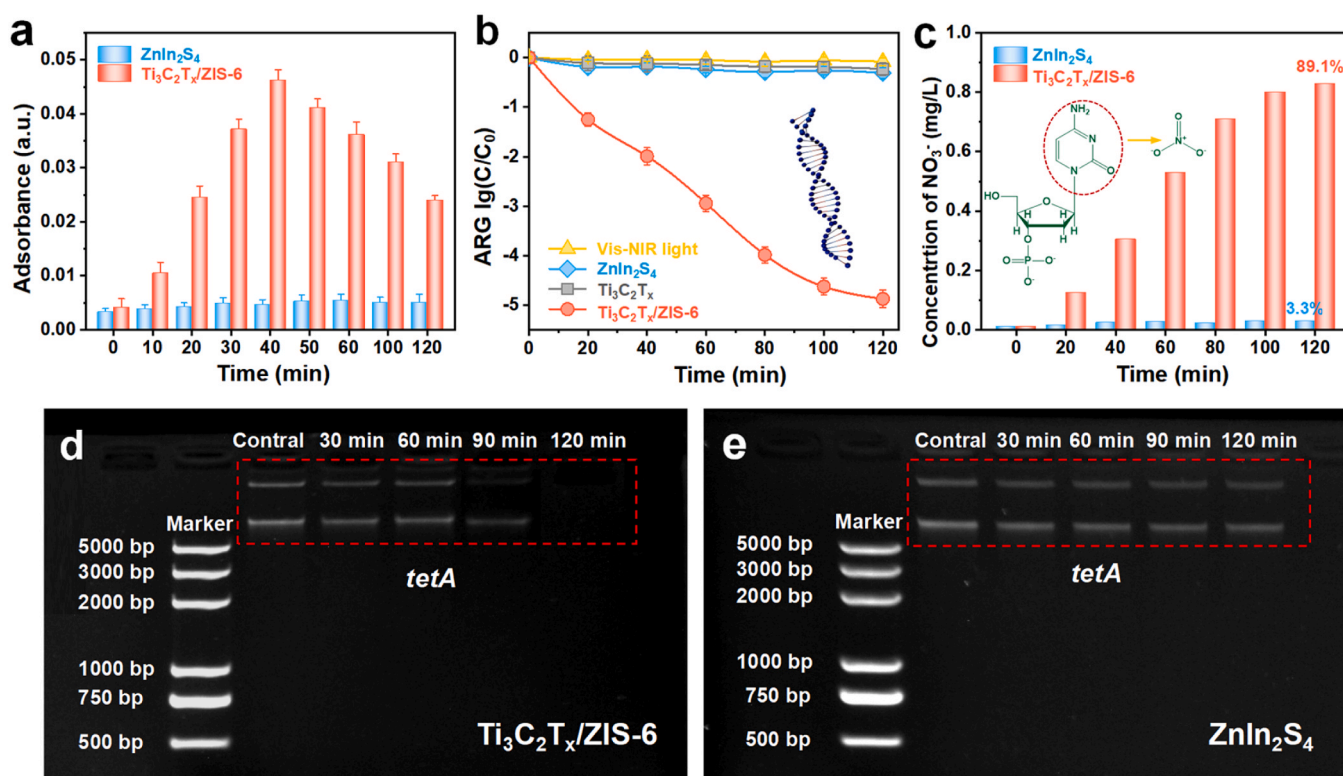 a
ZnIn₂S₄
Ti₃C₂Tₓ/ZIS-6
Adsorbance (a.u.)
0.05
0.04
0.03
0.02
0.01
0.00
0 10 20 30 40 50 60 100 120
Time (min)
b
ARG lg(C/C₀)
0
-1
-2
-3
-4
-5
Vis-NIR light
ZnIn₂S₄
Ti₃C₂Tₓ
Ti₃C₂Tₓ/ZIS-6
0 20 40 60 80 100 120
Time (min)
c
ZnIn₂S₄
Ti₃C₂Tₓ/ZIS-6
89.1%
3.3%
Concentrtion of NO₃⁻ (mg/L)
1.0
0.8
0.6
0.4
0.2
0.0
NH₂
N
N
O
HO
O
H H
H H
O
O=P-O⁻
O⁻
O
N⁺
⁻O O⁻
0 20 40 60 80 100 120
Time (min)
d
Contral 30 min 60 min 90 min 120 min
Marker
5000 bp
3000 bp
2000 bp
1000 bp
750 bp
500 bp
tetA
Ti₃C₂Tₓ/ZIS-6
e
Contral 30 min 60 min 90 min 120 min
Marker
5000 bp
3000 bp
2000 bp
1000 bp
750 bp
500 bp
tetA
ZnIn₂S₄